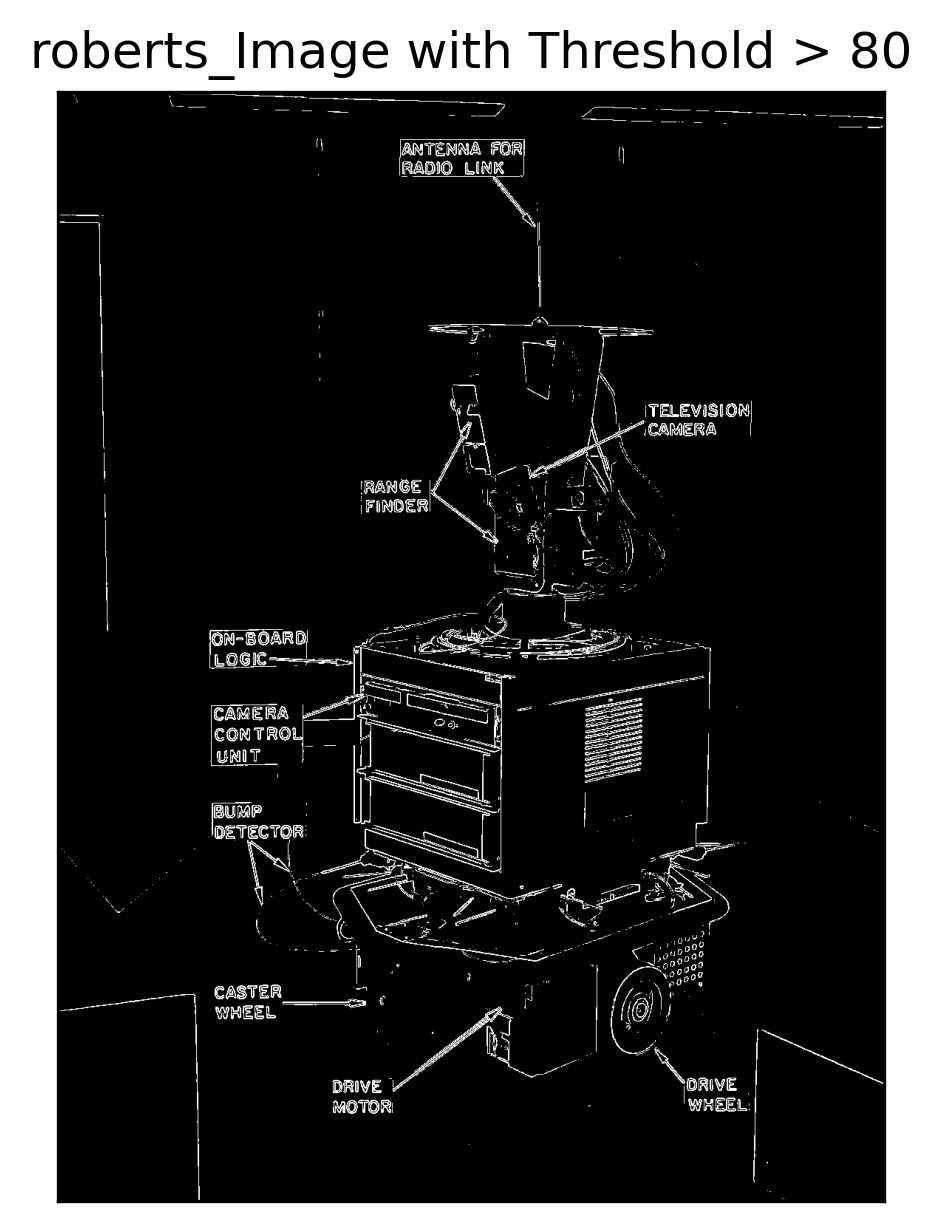 roberts_Image with Threshold > 80
ANTENNA FOR
RADIO LINK
TELEVISION
CAMERA
RANGE
FINDER
ON-BOARD
LOGIC
CAMERA
CONTROL
UNIT
BUMP
DETECTOR
CASTER
WHEEL
DRIVE
MOTOR
DRIVE
WHEEL